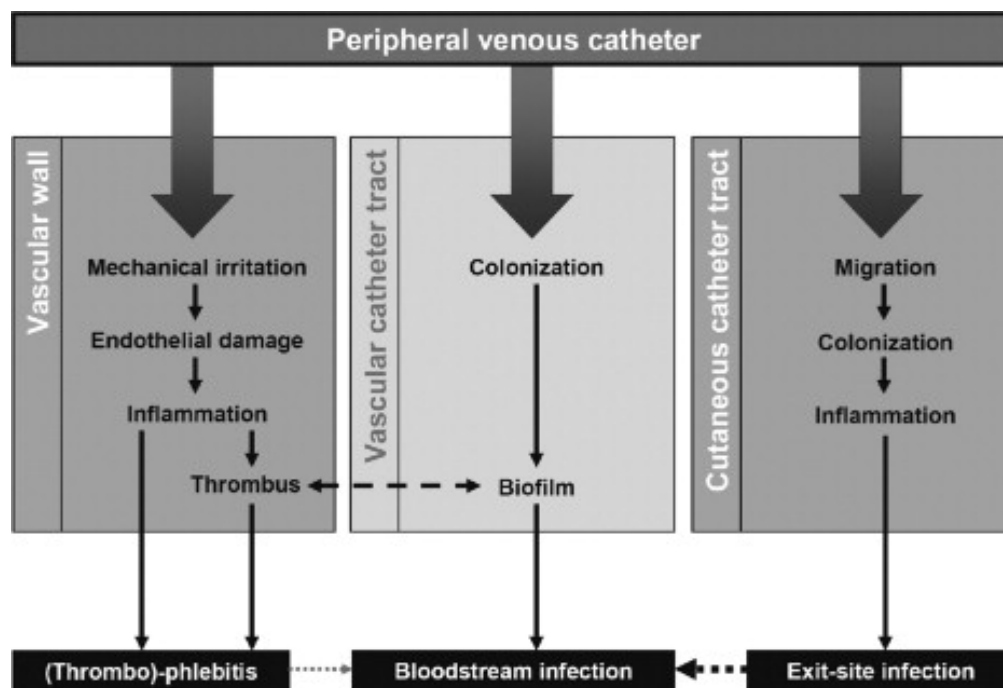 Peripheral venous catheter
Vascular wall
Mechanical irritation
Endothelial damage
Inflammation
Thrombus
Vascular catheter tract
Colonization
Biofilm
Cutaneous catheter tract
Migration
Colonization
Inflammation
(Thrombo)-phlebitis
Bloodstream infection
Exit-site infection